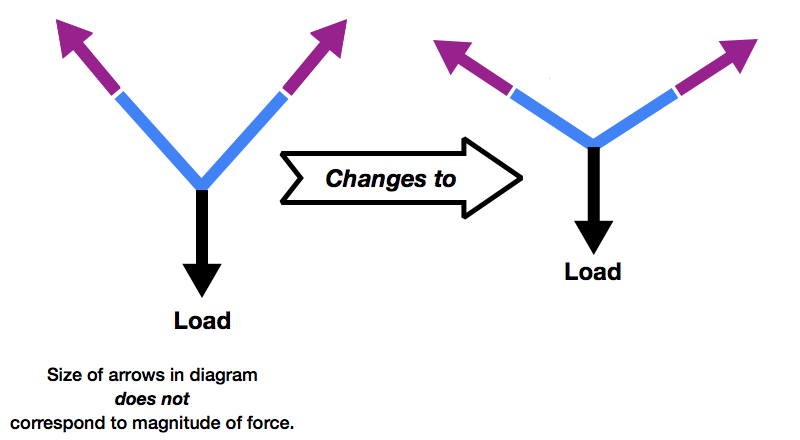 Changes to
Load
Load
Size of arrows in diagram
does not
correspond to magnitude of force.